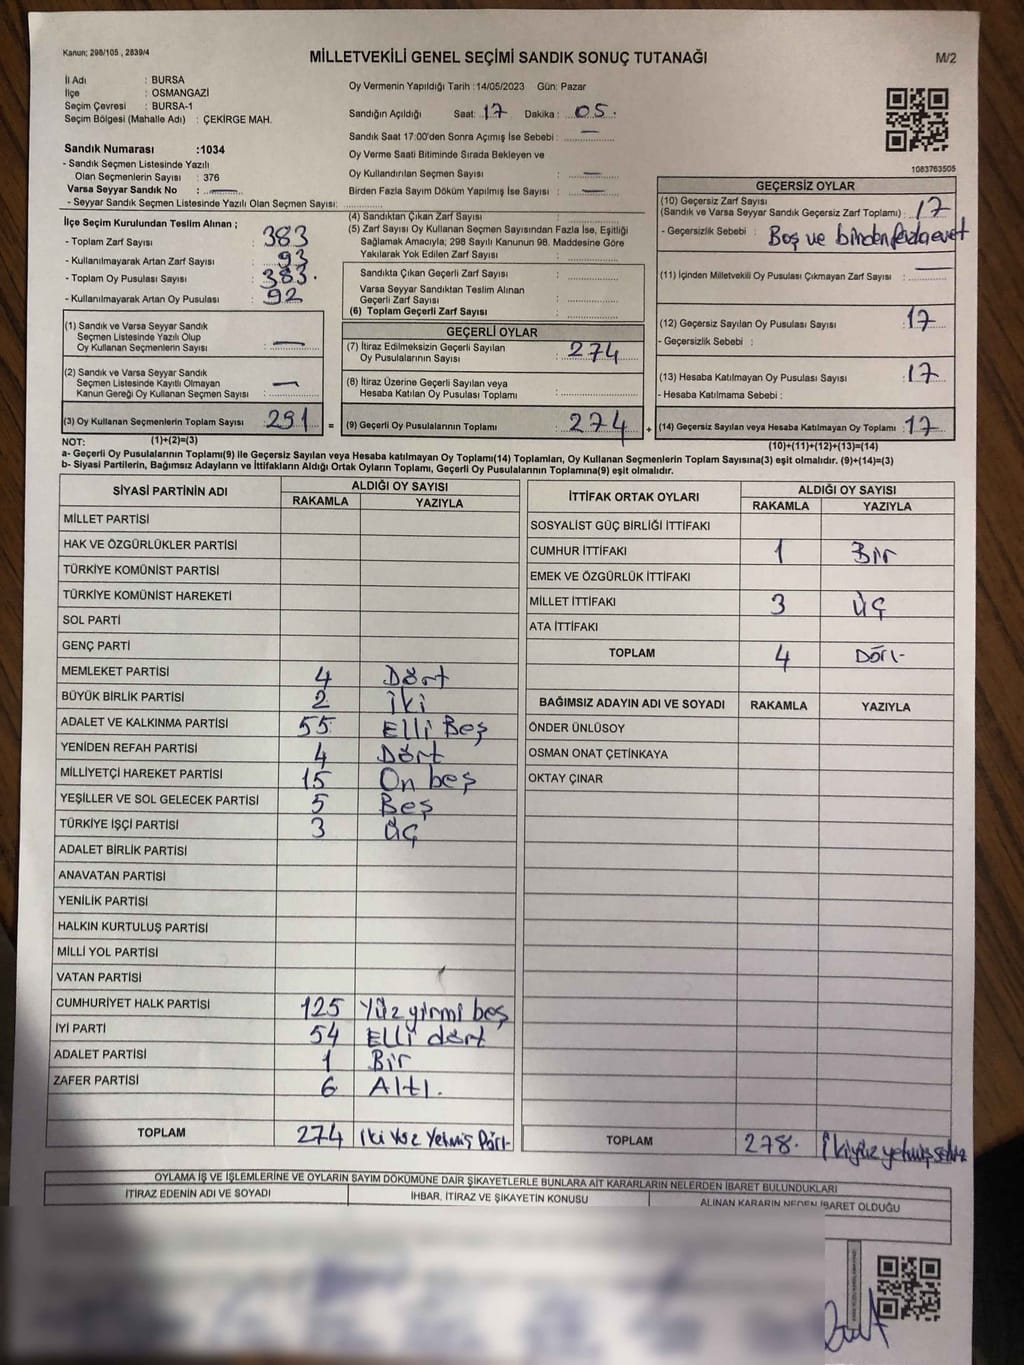 Kanun: 298/105 , 2839/4
MİLLETVEKİLİ GENEL SEÇİMİ SANDIK SONUÇ TUTANAĞI
M/2
İl Adı : BURSA
İlçe : OSMANGAZİ
Seçim Çevresi : BURSA-1
Seçim Bölgesi (Mahalle Adı) : ÇEKİRGE MAH.
Sandık Numarası :1034
- Sandık Seçmen Listesinde Yazılı
Olan Seçmenlerin Sayısı : 376
Varsa Seyyar Sandık No : —
- Seyyar Sandık Seçmen Listesinde Yazılı Olan Seçmen Sayısı:
Oy Vermenin Yapıldığı Tarih :14/05/2023 Gün: Pazar
Sandığın Açıldığı Saat: 17 Dakika : 05.
Sandık Saat 17:00'den Sonra Açımış İse Sebebi : —
Oy Verme Saati Bitiminde Sırada Bekleyen ve
Oy Kullandırılan Seçmen Sayısı : —
Birden Fazla Sayım Döküm Yapılmış İse Sayısı : —
1083763505
İlçe Seçim Kurulundan Teslim Alınan ;
- Toplam Zarf Sayısı : 383
- Kullanılmayarak Artan Zarf Sayısı : 93
- Toplam Oy Pusulası : 383.
- Kullanılmayarak Artan Oy Pusulası : 92
(1) Sandık ve Varsa Seyyar Sandık
Seçmen Listesinde Yazılı Olup
Oy Kullanan Seçmenlerin Sayısı : —
(2) Sandık ve Varsa Seyyar Sandık
Seçmen Listesinde Kayıtlı Olmayan
Kanun Gereği Oy Kullanan Seçmen Sayısı : —
(3) Oy Kullanan Seçmenlerin Toplam Sayısı : 291 =
(4) Sandıktan Çıkan Zarf Sayısı :
(5) Zarf Sayısı Oy Kullanan Seçmen Sayısından Fazla İse, Eşitliği
Sağlamak Amacıyla; 298 Sayılı Kanunun 98. Maddesine Göre
Yakılarak Yok Edilen Zarf Sayısı :
Sandıkta Çıkan Geçerli Zarf Sayısı :
Varsa Seyyar Sandıktan Teslim Alınan
Geçerli Zarf Sayısı :
(6) Toplam Geçerli Zarf Sayısı :
GEÇERLİ OYLAR
(7) İtiraz Edilmeksizin Geçerli Sayılan
Oy Pusulalarının Sayısı : 274
(8) İtiraz Üzerine Geçerli Sayılan veya
Hesaba Katılan Oy Pusulası Toplamı :
(9) Geçerli Oy Pusulalarının Toplamı : 274 +
GEÇERSİZ OYLAR
(10) Geçersiz Zarf Sayısı
(Sandık ve Varsa Seyyar Sandık Geçersiz Zarf Toplamı) : 17
- Geçersizlik Sebebi : Boş ve birden fazla evet
(11) İçinden Milletvekili Oy Pusulası Çıkmayan Zarf Sayısı : —
(12) Geçersiz Sayılan Oy Pusulası Sayısı : 17
- Geçersizlik Sebebi :
(13) Hesaba Katılmayan Oy Pusulası Sayısı : 17
- Hesaba Katılmama Sebebi :
(14) Geçersiz Sayılan veya Hesaba Katılmayan Oy Toplamı : 17
NOT: (1)+(2)=(3) (10)+(11)+(12)+(13)=(14)
a- Geçerli Oy Pusulalarının Toplamı(9) ile Geçersiz Sayılan veya Hesaba katılmayan Oy Toplamı(14) Toplamları, Oy Kullanan Seçmenlerin Toplam Sayısına(3) eşit olmalıdır. (9)+(14)=(3)
b- Siyasi Partilerin, Bağımsız Adayların ve İttifakların Aldığı Ortak Oyların Toplamı, Geçerli Oy Pusulalarının Toplamına(9) eşit olmalıdır.
SİYASİ PARTİNİN ADI ALDIĞI OY SAYISI
RAKAMLA YAZIYLA
MİLLET PARTİSİ
HAK VE ÖZGÜRLÜKLER PARTİSİ
TÜRKİYE KOMÜNİST PARTİSİ
TÜRKİYE KOMÜNİST HAREKETİ
SOL PARTİ
GENÇ PARTİ
MEMLEKET PARTİSİ 4 Dört
BÜYÜK BİRLİK PARTİSİ 2 İki
ADALET VE KALKINMA PARTİSİ 55 Elli Beş
YENİDEN REFAH PARTİSİ 4 Dört
MİLLİYETÇİ HAREKET PARTİSİ 15 On beş
YEŞİLLER VE SOL GELECEK PARTİSİ 5 Beş
TÜRKİYE İŞÇİ PARTİSİ 3 Üç
ADALET BİRLİK PARTİSİ
ANAVATAN PARTİSİ
YENİLİK PARTİSİ
HALKIN KURTULUŞ PARTİSİ
MİLLİ YOL PARTİSİ
VATAN PARTİSİ
CUMHURİYET HALK PARTİSİ 125 Yüz yirmi beş
İYİ PARTİ 54 Elli dört
ADALET PARTİSİ 1 Bir
ZAFER PARTİSİ 6 Altı.
TOPLAM 274 İki Yüz Yetmiş Dört
İTTİFAK ORTAK OYLARI ALDIĞI OY SAYISI
RAKAMLA YAZIYLA
SOSYALİST GÜÇ BİRLİĞİ İTTİFAKI
CUMHUR İTTİFAKI 1 Bir
EMEK VE ÖZGÜRLÜK İTTİFAKI
MİLLET İTTİFAKI 3 Üç
ATA İTTİFAKI
TOPLAM 4 Dört
BAĞIMSIZ ADAYIN ADI VE SOYADI RAKAMLA YAZIYLA
ÖNDER ÜNLÜSOY
OSMAN ONAT ÇETİNKAYA
OKTAY ÇINAR
TOPLAM 278. İkiyüz yetmiş sekiz
OYLAMA İŞ VE İŞLEMLERİNE VE OYLARIN SAYIM DÖKÜMÜNE DAİR ŞİKAYETLERLE BUNLARA AİT KARARLARIN NELERDEN İBARET BULUNDUKLARI
İTİRAZ EDENİN ADI VE SOYADI İHBAR, İTİRAZ VE ŞİKAYETİN KONUSU ALINAN KARARIN NEDEN İBARET OLDUĞU